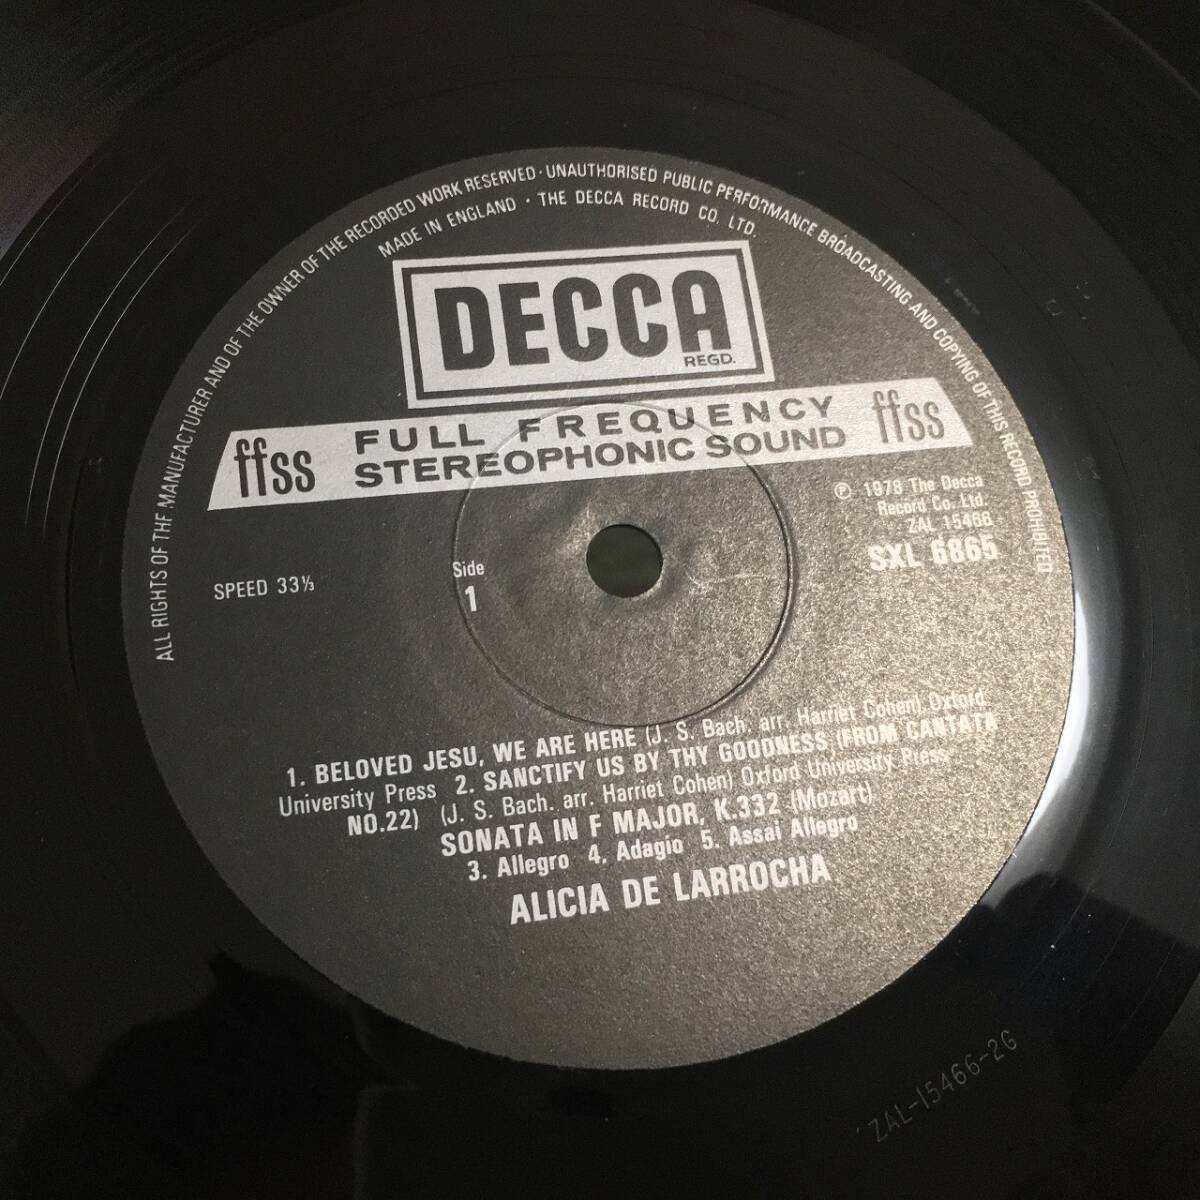 ALL RIGHTS OF THE MANUFACTURER AND OF THE OWNER OF THE RECORDED WORK RESERVED · UNAUTHORISED PUBLIC PERFORMANCE BROADCASTING AND COPYING OF THIS RECORD PROHIBITED
MADE IN ENGLAND · THE DECCA RECORD CO. LTD.
DECCA
REGD.
ffss FULL FREQUENCY ffss
STEREOPHONIC SOUND
℗ 1978 The Decca
Record Co. Ltd.
ZAL 15466
SXL 6865
SPEED 33⅓
Side
1
1. BELOVED JESU, WE ARE HERE (J. S. Bach, arr. Harriet Cohen) Oxford
University Press 2. SANCTIFY US BY THY GOODNESS (FROM CANTATA
NO.22) (J. S. Bach. arr. Harriet Cohen) Oxford University Press
SONATA IN F MAJOR, K.332 (Mozart)
3. Allegro 4. Adagio 5. Assai Allegro
ALICIA DE LARROCHA
ZAL-15466-2G